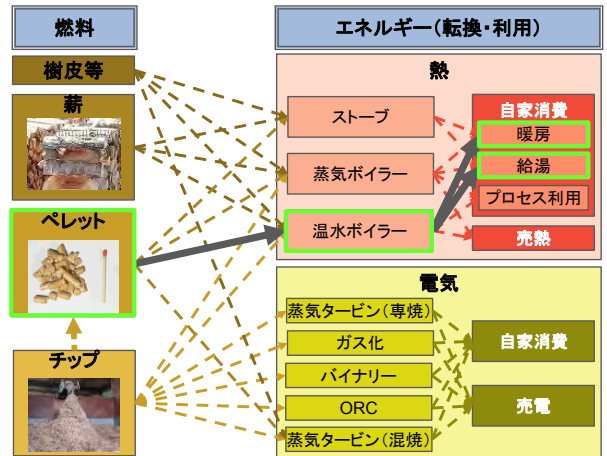 燃料
エネルギー（転換・利用）
樹皮等
薪
ペレット
チップ
熱
ストーブ
蒸気ボイラー
温水ボイラー
自家消費
暖房
給湯
プロセス利用
売熱
電気
蒸気タービン（専焼）
ガス化
バイナリー
ORC
蒸気タービン（混焼）
自家消費
売電